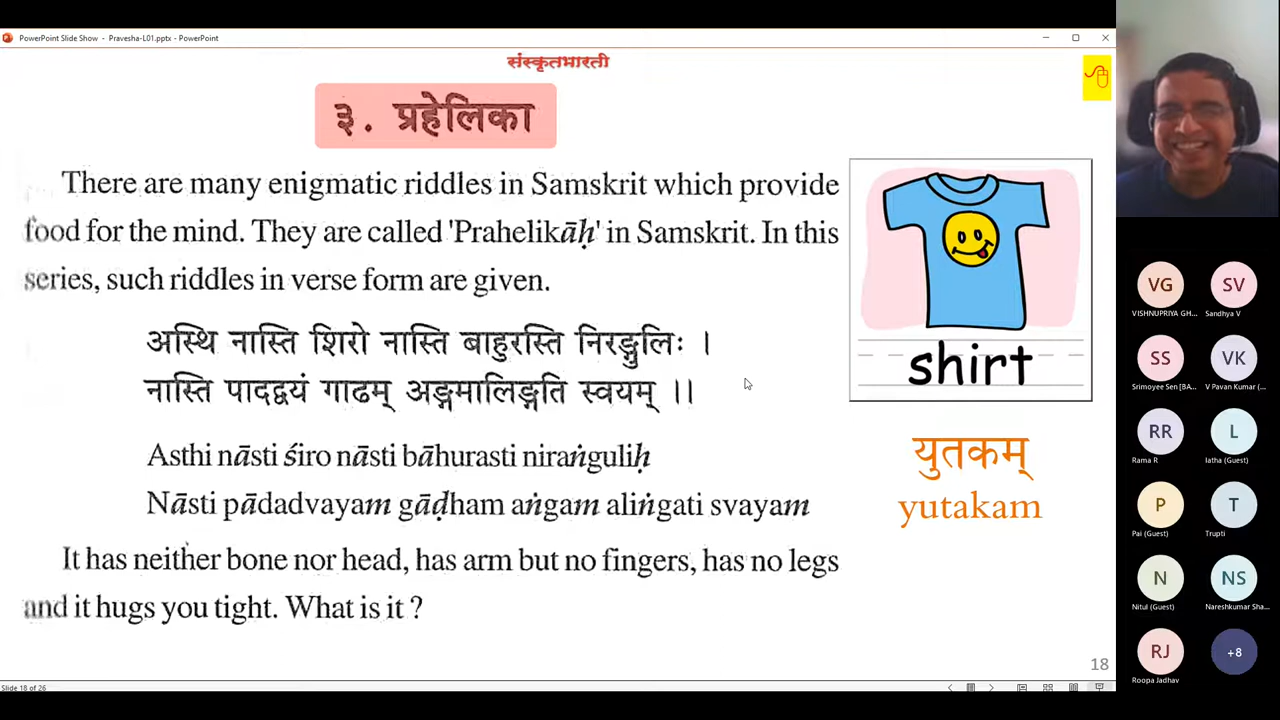 PowerPoint Slide Show - Pravesha-L01.pptx - PowerPoint
संस्कृतभारती
३. प्रहेलिका
There are many enigmatic riddles in Samskrit which provide
food for the mind. They are called 'Prahelikāḥ' in Samskrit. In this
series, such riddles in verse form are given.
अस्थि नास्ति शिरो नास्ति बाहुरस्ति निरङ्गुलिः ।
नास्ति पादद्वयं गाढम् अङ्गमालिङ्गति स्वयम् ।।
Asthi nāsti śiro nāsti bāhurasti niraṅguliḥ
Nāsti pādadvayam gāḍham aṅgam aliṅgati svayam
It has neither bone nor head, has arm but no fingers, has no legs
and it hugs you tight. What is it ?
shirt
युतकम्
yutakam
18
Slide 18 of 26
VG
SV
VISHNUPRIYA GH...
Sandhya V
SS
VK
Srimoyee Sen [BA...
V Pavan Kumar (...
RR
L
Rama R
latha (Guest)
P
T
Pai (Guest)
Trupti
N
NS
Nitul (Guest)
Nareshkumar Sha...
RJ
+8
Roopa Jadhav